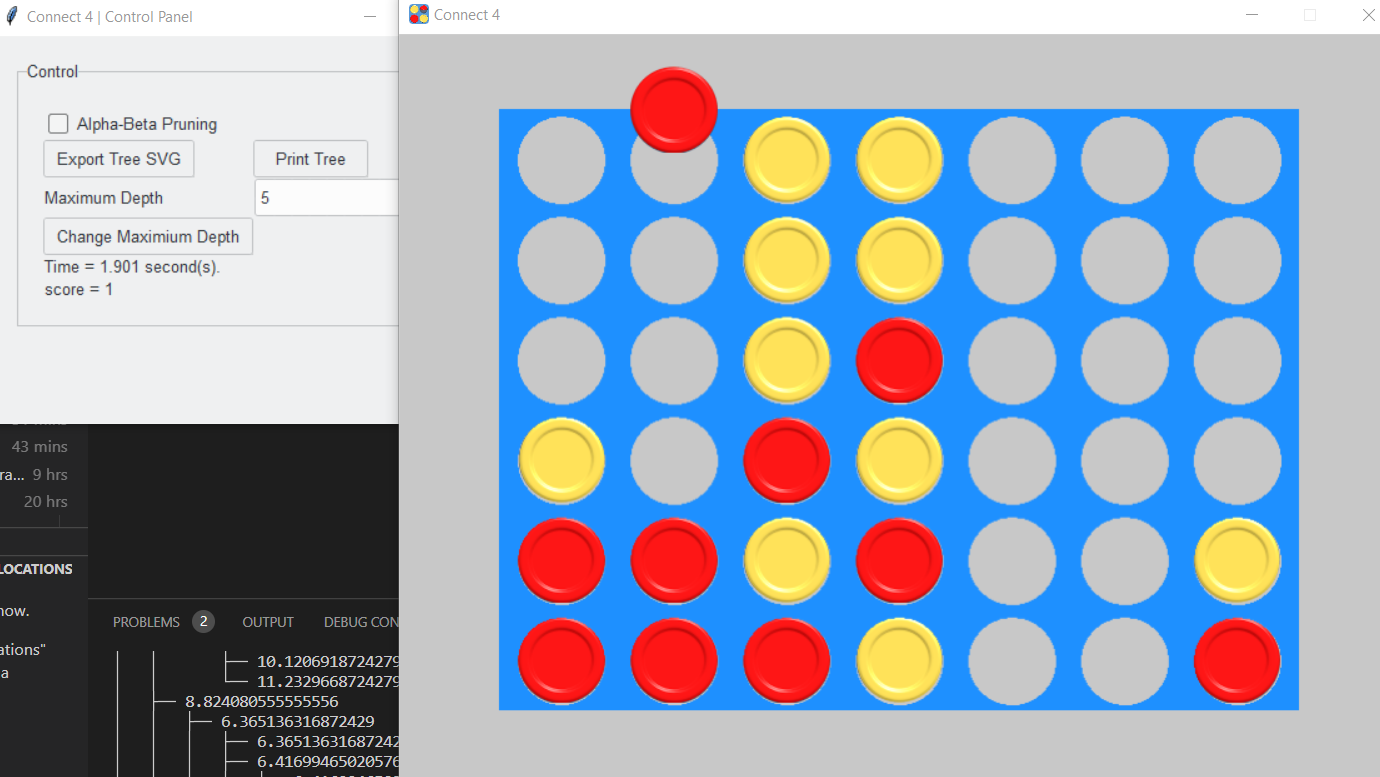 Connect 4 | Control Panel
Connect 4
Control
Alpha-Beta Pruning
Export Tree SVG
Print Tree
Maximum Depth
5
Change Maximium Depth
Time = 1.901 second(s).
score = 1
43 mins
ra... 9 hrs
20 hrs
LOCATIONS
now.
ations"
a
PROBLEMS 2 OUTPUT DEBUG CON
10.1206918724279
11.2329668724279
8.824080555555556
6.365136316872429
6.36513631687242
6.41699465020576